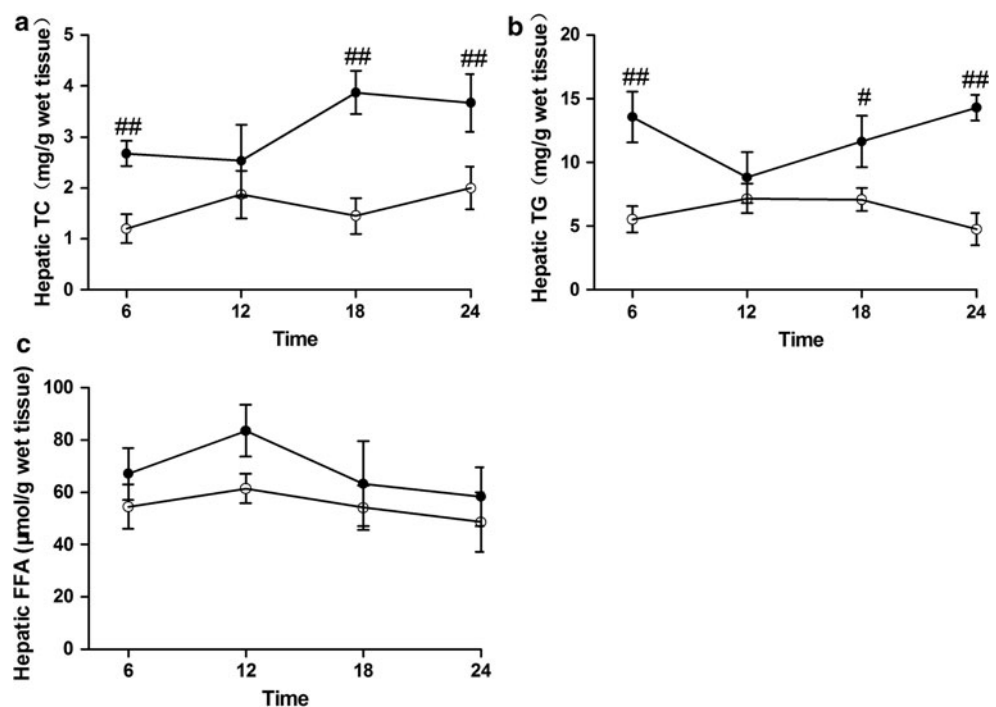 a
Hepatic TC (mg/g wet tissue)
5
4
3
2
1
0
##
##
##
6 12 18 24
Time
b
Hepatic TG (mg/g wet tissue)
20
15
10
5
0
##
#
##
6 12 18 24
Time
c
Hepatic FFA (μmol/g wet tissue)
100
80
60
40
20
0
6 12 18 24
Time